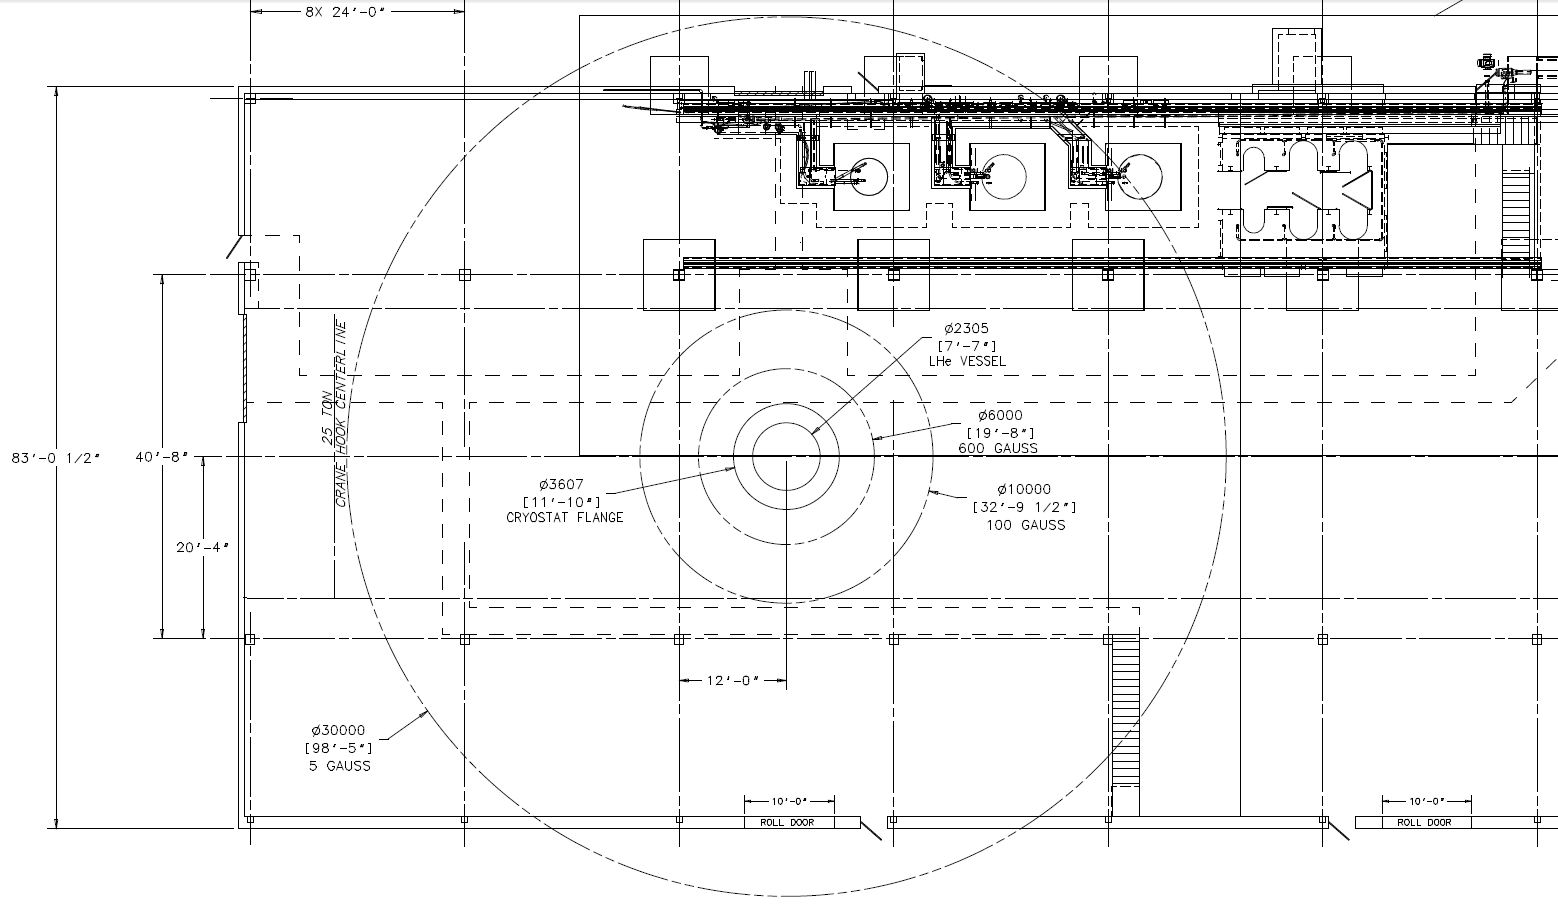 8X 24'-0"
ø2305
[7'-7"]
LHe VESSEL
25 TON
CRANE HOOK CENTERLINE
ø6000
[19'-8"]
600 GAUSS
83'-0 1/2"
40'-8"
ø3607
[11'-10"]
CRYOSTAT FLANGE
ø10000
[32'-9 1/2"]
100 GAUSS
20'-4"
12'-0"
ø30000
[98'-5"]
5 GAUSS
10'-0"
ROLL DOOR
10'-0"
ROLL DOOR